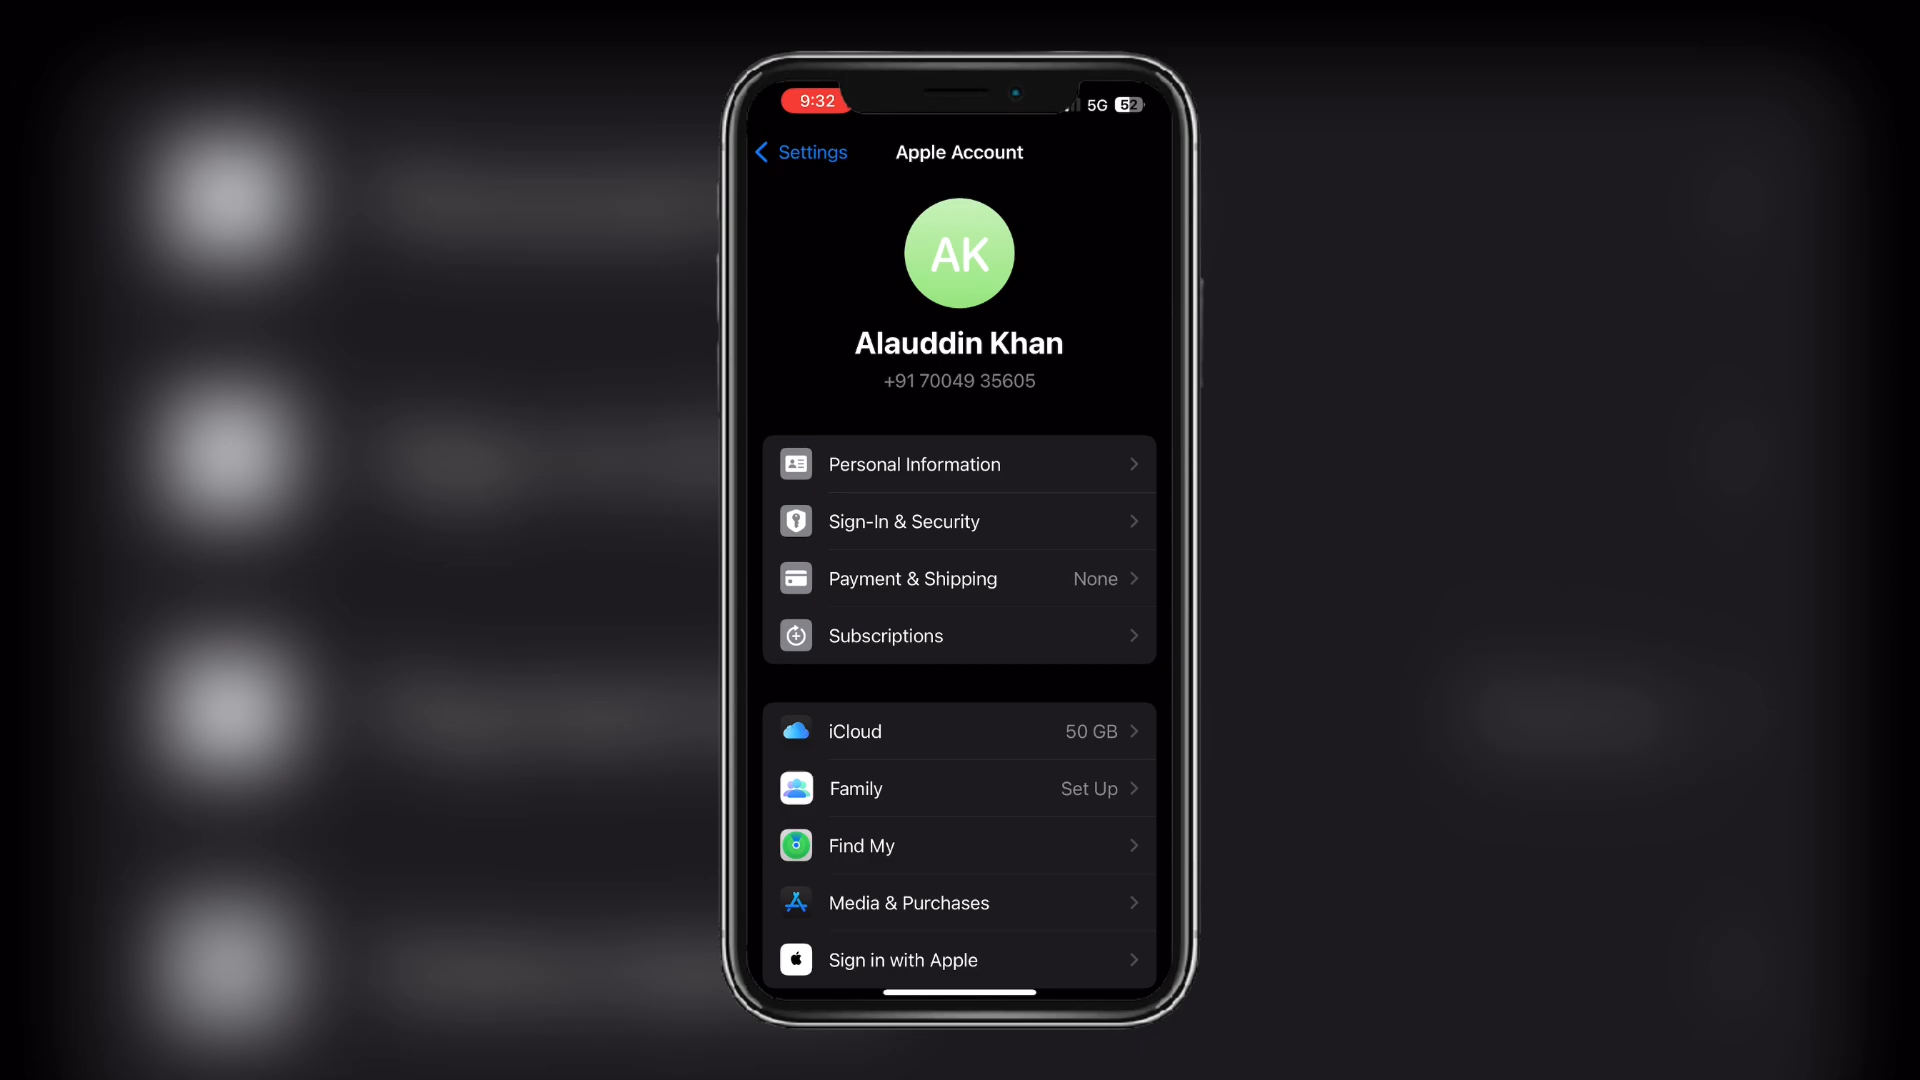 9:32
5G 52
Settings
Apple Account
AK
Alauddin Khan
+91 70049 35605
Personal Information
Sign-In & Security
Payment & Shipping None
Subscriptions
iCloud 50 GB
Family Set Up
Find My
Media & Purchases
Sign in with Apple